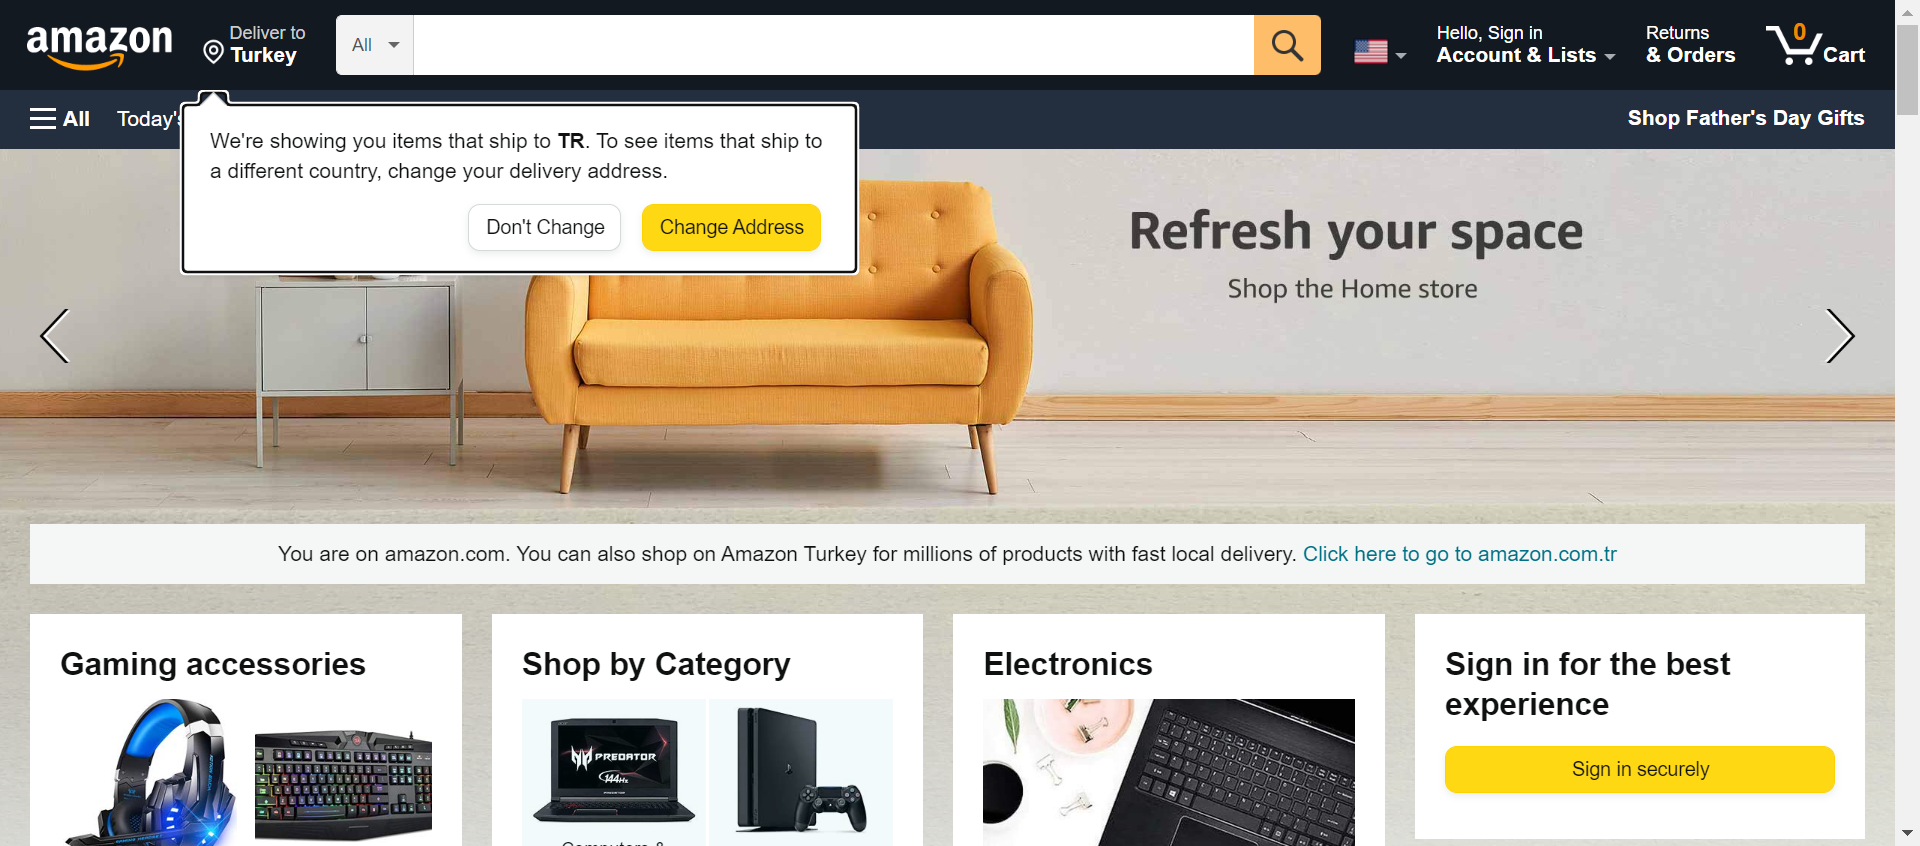 amazon
Deliver to
Turkey
All
Hello, Sign in
Account & Lists
Returns
& Orders
0
Cart
All
Today's
Shop Father's Day Gifts
We're showing you items that ship to TR. To see items that ship to
a different country, change your delivery address.
Don't Change
Change Address
Refresh your space
Shop the Home store
You are on amazon.com. You can also shop on Amazon Turkey for millions of products with fast local delivery. Click here to go to amazon.com.tr
Gaming accessories
Shop by Category
PREDATOR
144Hz
PREDATOR
Computers &
Electronics
Sign in for the best
experience
Sign in securely